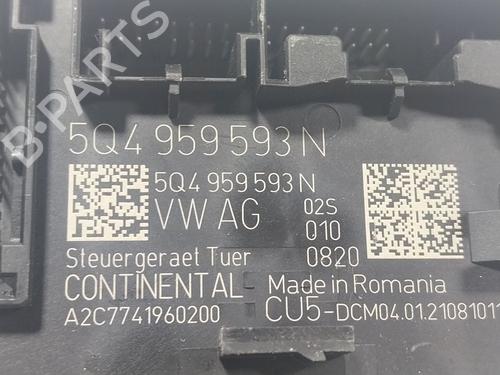 B-PARTS
5Q4 959 593 N
5Q4 959 593 N
VW AG 02S
010
Steuergeraet Tuer 0820
CONTINENTAL Made in Romania
A2C7741960200 CU5-DCM04.01.21081011